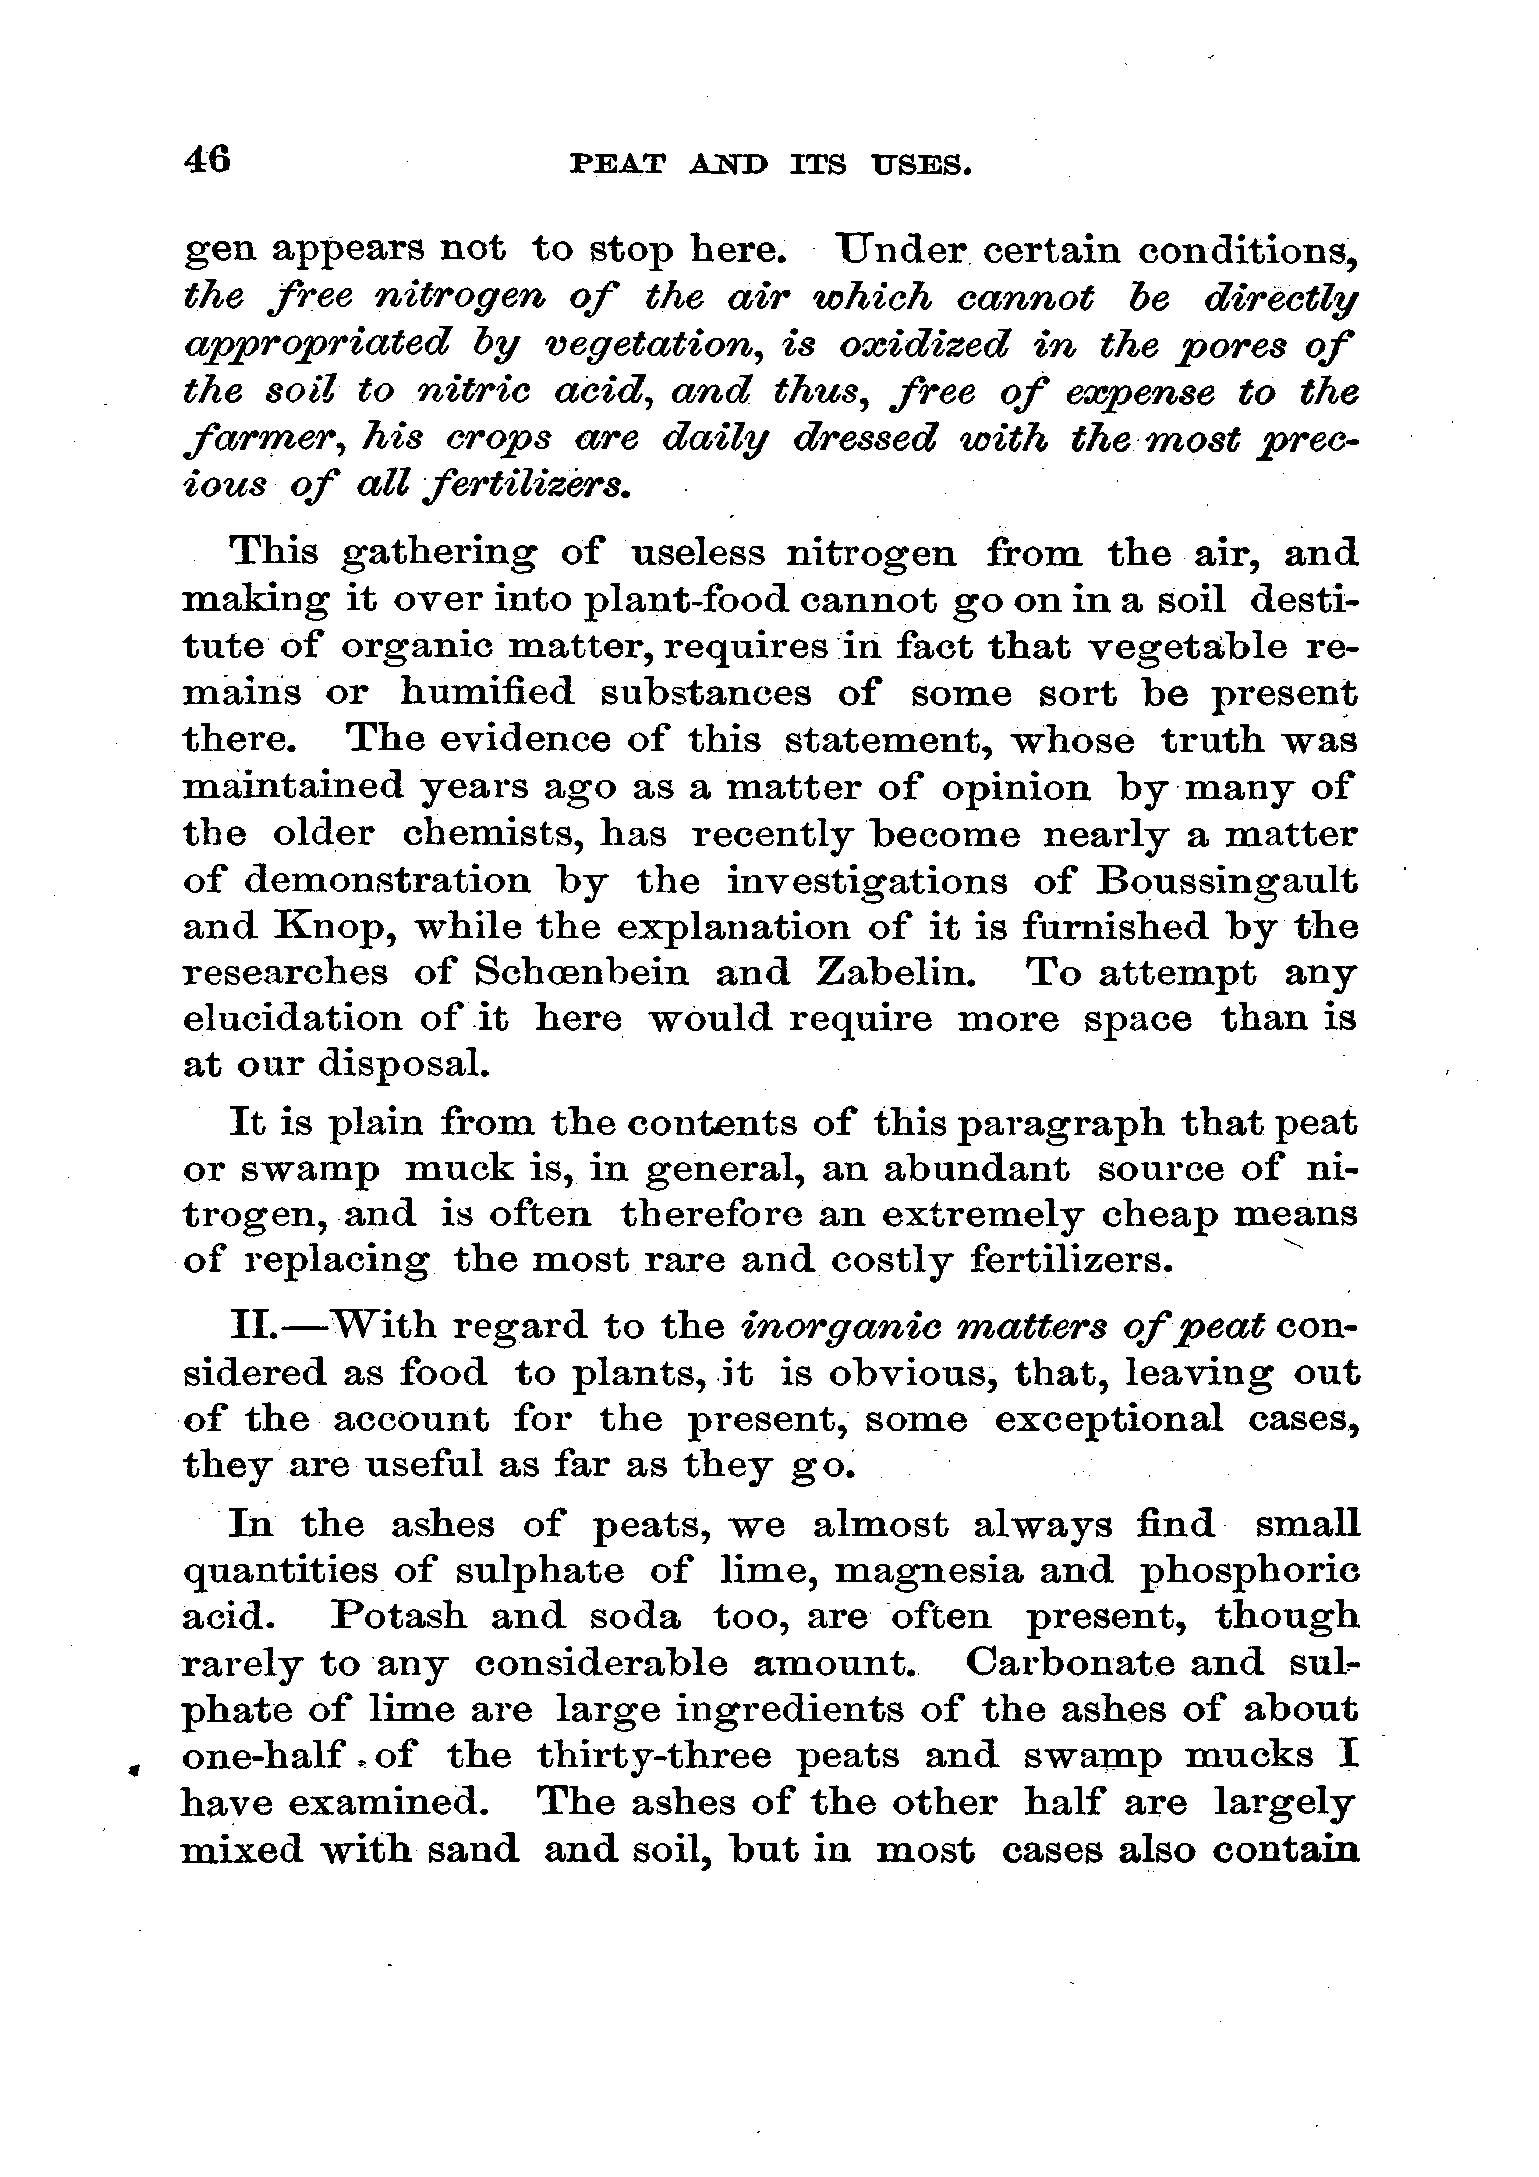 46 PEAT AND ITS USES.
gen appears not to stop here. Under certain conditions,
the free nitrogen of the air which cannot be directly
appropriated by vegetation, is oxidized in the pores of
the soil to nitric acid, and thus, free of expense to the
farmer, his crops are daily dressed with the most prec-
ious of all fertilizers.
This gathering of useless nitrogen from the air, and
making it over into plant-food cannot go on in a soil desti-
tute of organic matter, requires in fact that vegetable re-
mains or humified substances of some sort be present
there. The evidence of this statement, whose truth was
maintained years ago as a matter of opinion by many of
the older chemists, has recently become nearly a matter
of demonstration by the investigations of Boussingault
and Knop, while the explanation of it is furnished by the
researches of Schœnbein and Zabelin. To attempt any
elucidation of it here would require more space than is
at our disposal.
It is plain from the contents of this paragraph that peat
or swamp muck is, in general, an abundant source of ni-
trogen, and is often therefore an extremely cheap means
of replacing the most rare and costly fertilizers.
II.—With regard to the inorganic matters of peat con-
sidered as food to plants, it is obvious, that, leaving out
of the account for the present, some exceptional cases,
they are useful as far as they go.
In the ashes of peats, we almost always find small
quantities of sulphate of lime, magnesia and phosphoric
acid. Potash and soda too, are often present, though
rarely to any considerable amount. Carbonate and sul-
phate of lime are large ingredients of the ashes of about
one-half of the thirty-three peats and swamp mucks I
have examined. The ashes of the other half are largely
mixed with sand and soil, but in most cases also contain